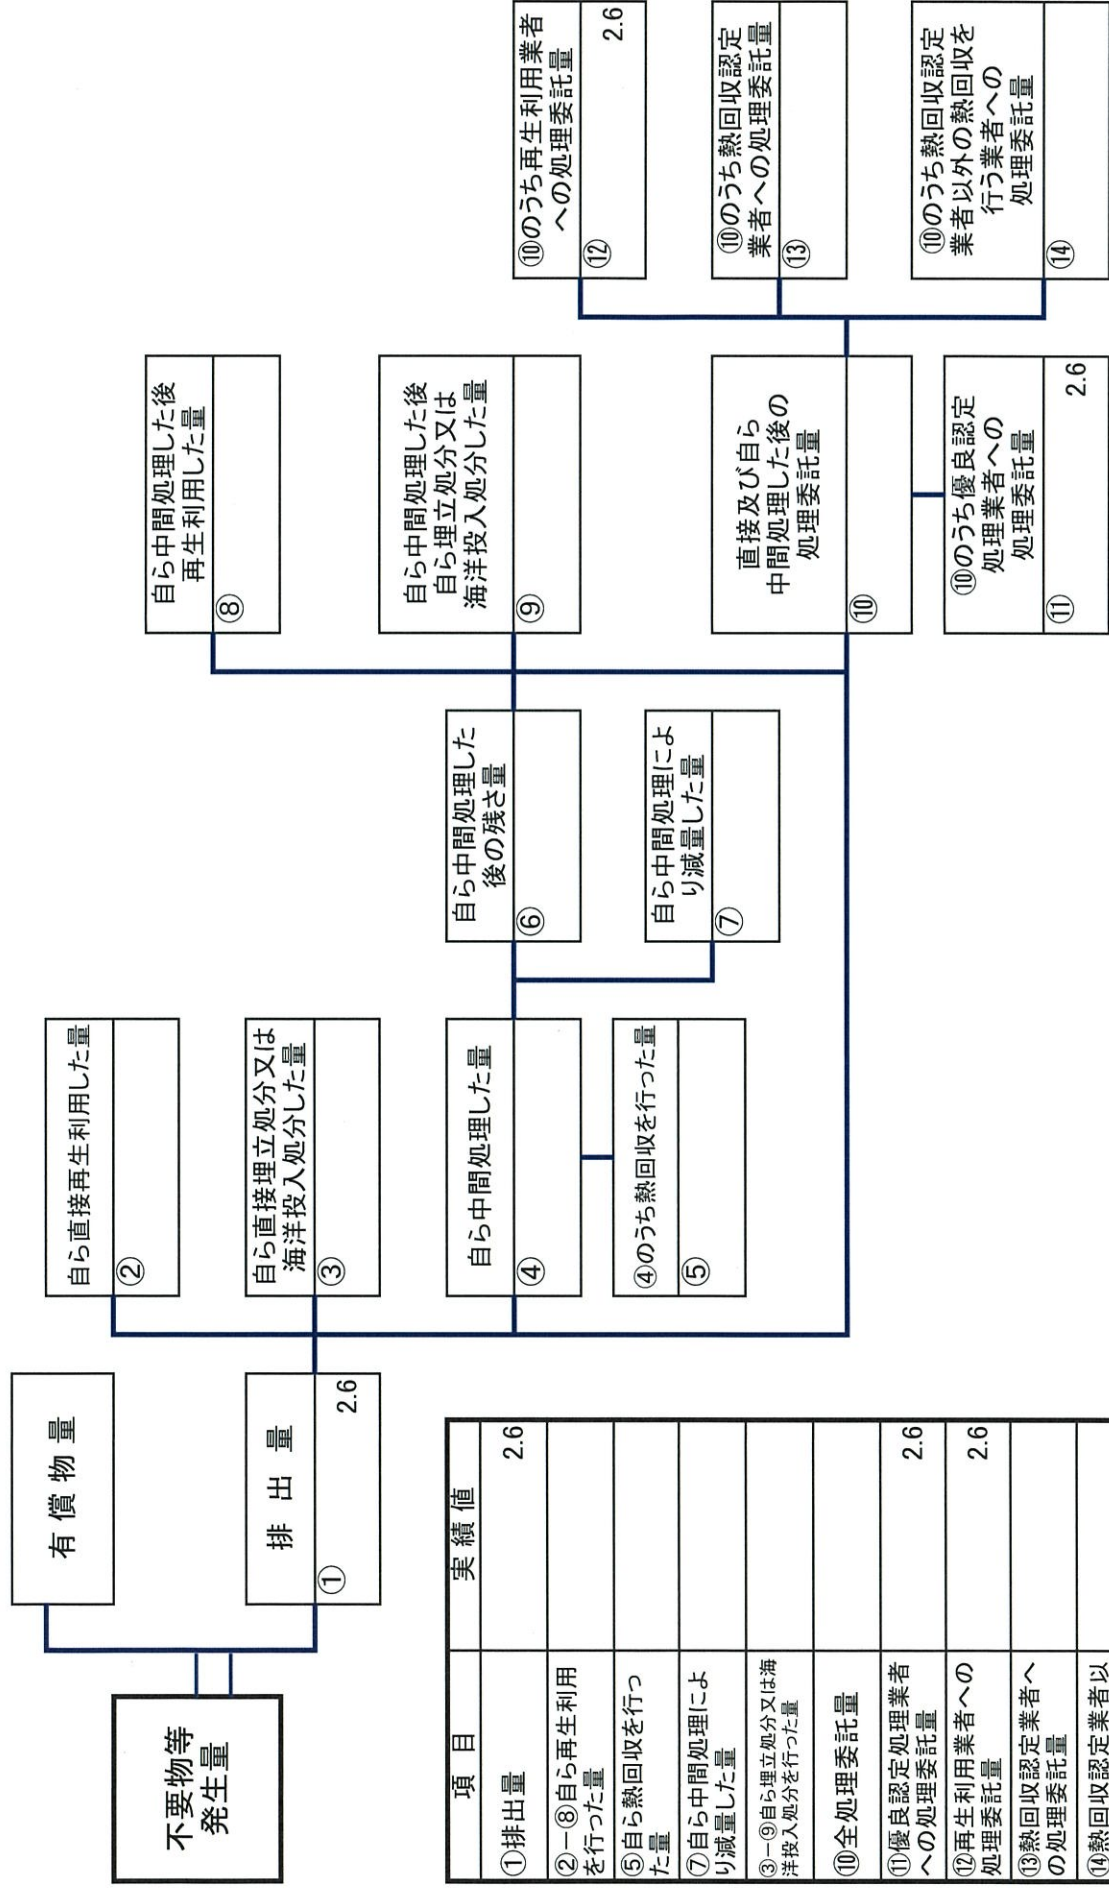 不要物等
発生量
有償物量
排出量
①
2.6
自ら直接再生利用した量
②
自ら直接埋立処分又は
海洋投入処分した量
③
自ら中間処理した量
④
④のうち熱回収を行った量
⑤
自ら中間処理した
後の残さ量
⑥
自ら中間処理によ
り減量した量
⑦
自ら中間処理した後
再生利用した量
⑧
自ら中間処理した後
自ら埋立処分又は
海洋投入処分した量
⑨
直接及び自ら
中間処理した後の
処理委託量
⑩
⑩のうち優良認定
処理業者への
処理委託量
⑪
2.6
⑩のうち再生利用業者
への処理委託量
⑫
2.6
⑩のうち熱回収認定
業者への処理委託量
⑬
⑩のうち熱回収認定
業者以外の熱回収を
行う業者への
処理委託量
⑭
項目 実績値
①排出量 2.6
②ー⑧自ら再生利用
を行った量
⑤自ら熱回収を行っ
た量
⑦自ら中間処理によ
り減量した量
③ー⑨自ら埋立処分又は海
洋投入処分を行った量
⑩全処理委託量
⑪優良認定処理業者
への処理委託量 2.6
⑫再生利用業者への
処理委託量 2.6
⑬熱回収認定業者へ
の処理委託量
⑭熱回収認定業者以